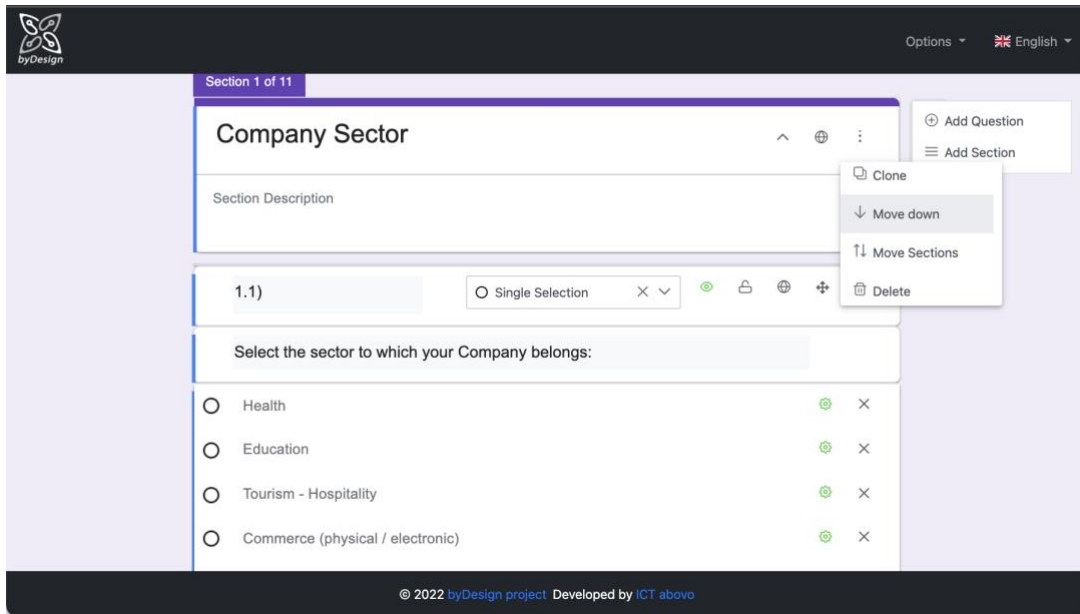 byDesign
Options
English
Section 1 of 11
Company Sector
Add Question
Add Section
Clone
Section Description
Move down
Move Sections
Delete
1.1)
Single Selection
Select the sector to which your Company belongs:
Health
Education
Tourism - Hospitality
Commerce (physical / electronic)
© 2022 byDesign project Developed by ICT abovo